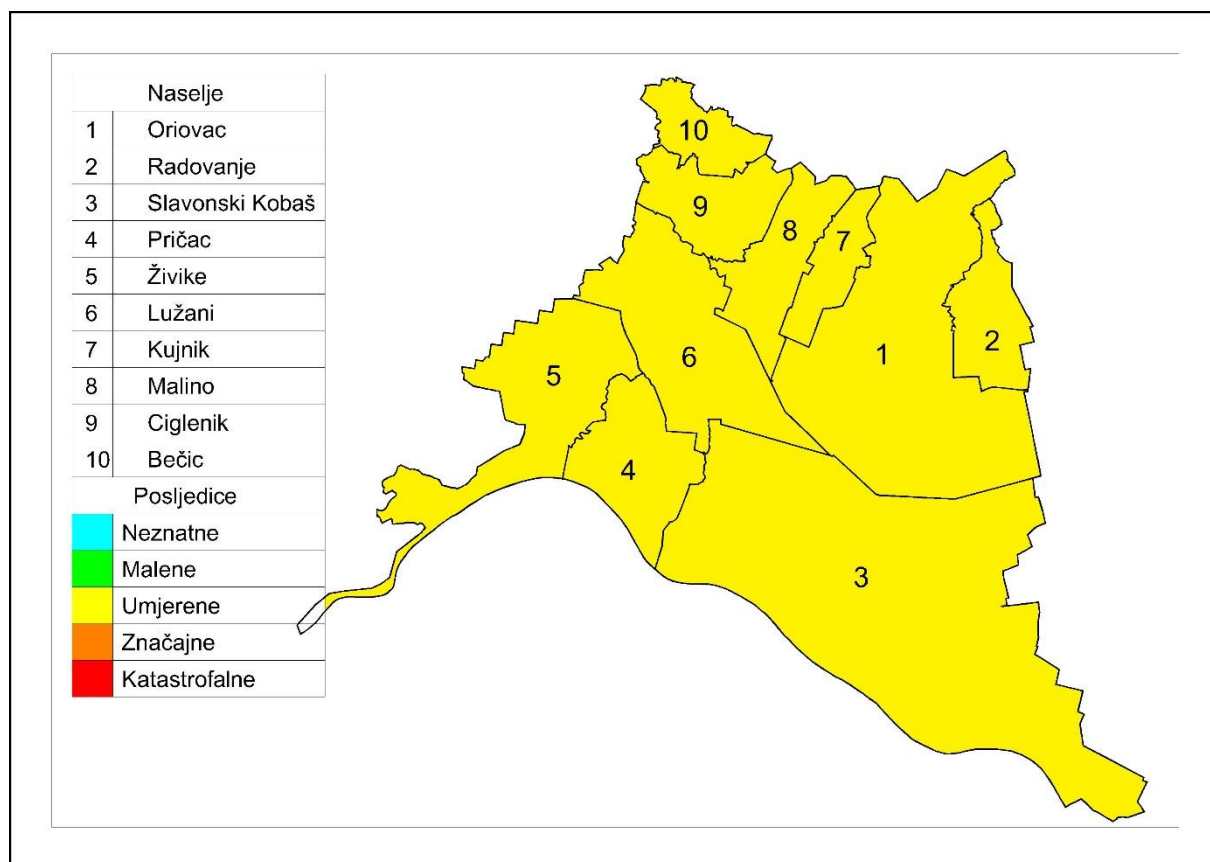 Naselje
1 Oriovac
2 Radovanje
3 Slavonski Kobaš
4 Pričac
5 Živike
6 Lužani
7 Kujnik
8 Malino
9 Ciglenik
10 Bečic
Posljedice
Neznatne
Malene
Umjerene
Značajne
Katastrofalne
10
9
8
7
1
2
6
5
4
3